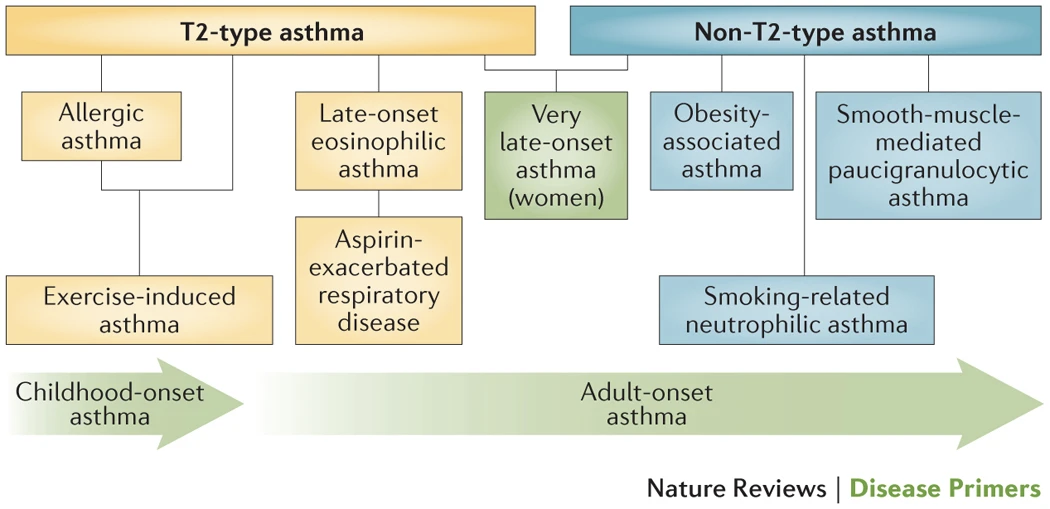 T2-type asthma
Non-T2-type asthma
Allergic
asthma
Late-onset
eosinophilic
asthma
Very
late-onset
asthma
(women)
Obesity-
associated
asthma
Smooth-muscle-
mediated
paucigranulocytic
asthma
Aspirin-
exacerbated
respiratory
disease
Exercise-induced
asthma
Smoking-related
neutrophilic asthma
Childhood-onset
asthma
Adult-onset
asthma
Nature Reviews | Disease Primers